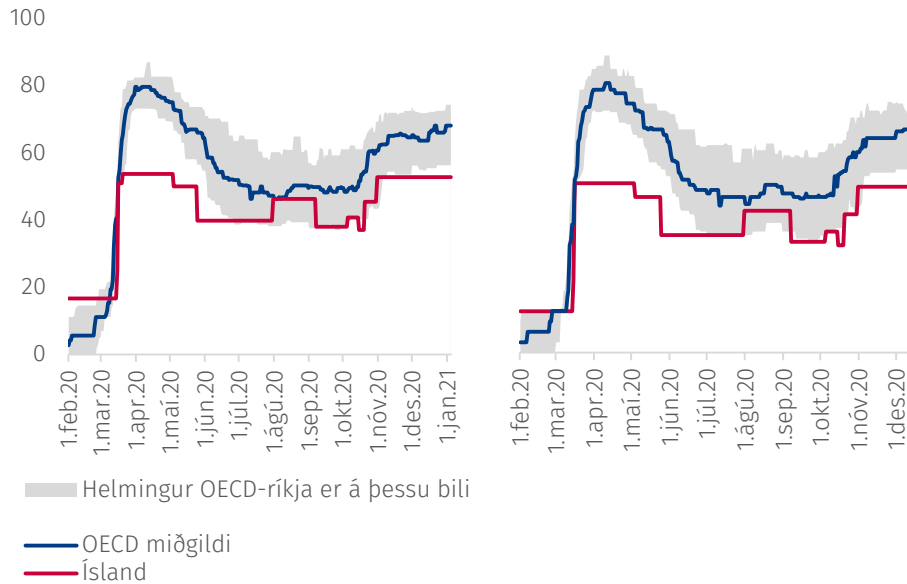 100
80
60
40
20
0
1.feb.20
1.mar.20
1.apr.20
1.maí.20
1.jún.20
1.júl.20
1.ágú.20
1.sep.20
1.okt.20
1.nóv.20
1.des.20
1.jan.21
1.feb.20
1.mar.20
1.apr.20
1.maí.20
1.jún.20
1.júl.20
1.ágú.20
1.sep.20
1.okt.20
1.nóv.20
1.des.20
Helmingur OECD-ríkja er á þessu bili
OECD miðgildi
Ísland